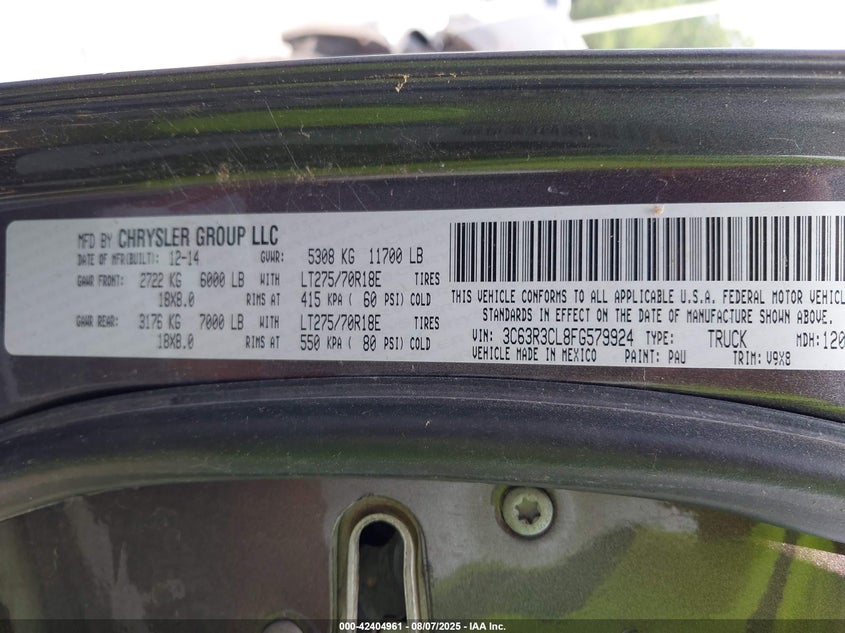 MFD BY CHRYSLER GROUP LLC
DATE OF MFR(BUILT): 12-14 GVWR: 5308 KG 11700 LB
GAWR FRONT: 2722 KG 6000 LB WITH LT275/70R18E TIRES
18X8.0 RIMS AT 415 KPA ( 60 PSI) COLD
GAWR REAR: 3176 KG 7000 LB WITH LT275/70R18E TIRES
18X8.0 RIMS AT 550 KPA ( 80 PSI) COLD
THIS VEHICLE CONFORMS TO ALL APPLICABLE U.S.A. FEDERAL MOTOR
STANDARDS IN EFFECT ON THE DATE OF MANUFACTURE SHOWN ABOVE.
VIN: 3C63R3CL8FG579924 TYPE: TRUCK MDH: 120
VEHICLE MADE IN MEXICO PAINT: PAU TRIM: V9X8
000-42404961 - 08/07/2025 - IAA Inc.